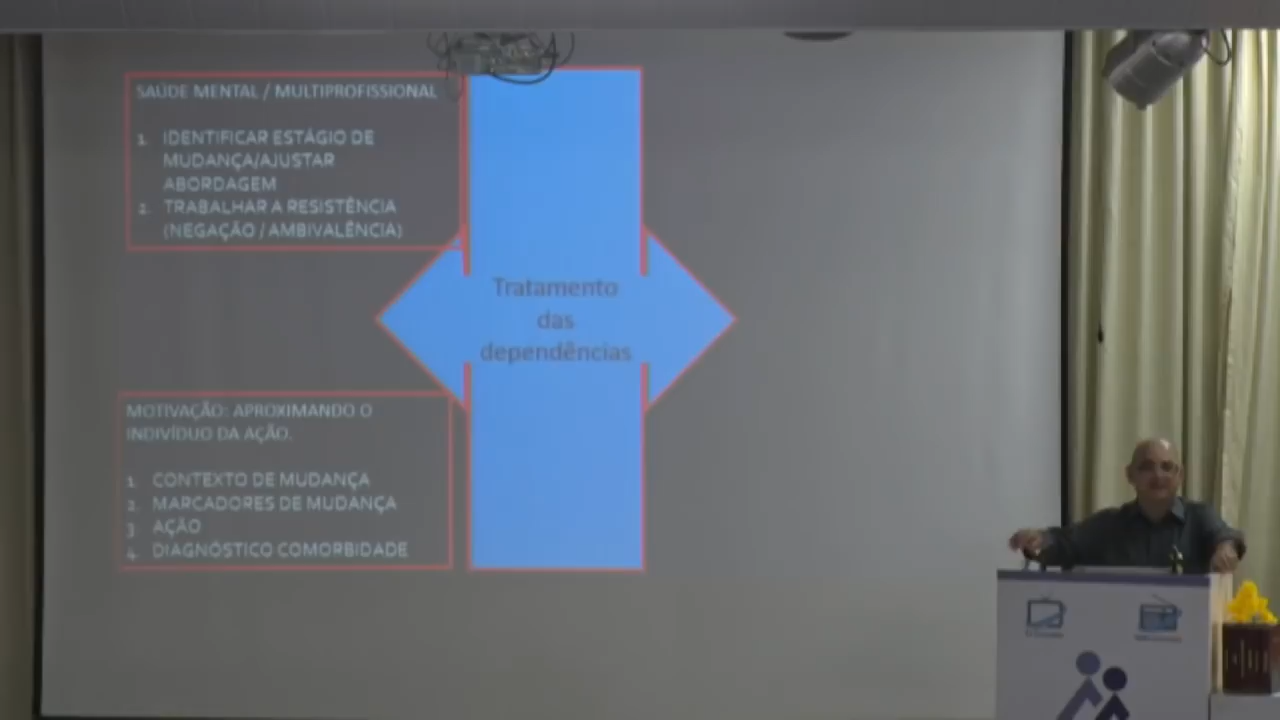 SAÚDE MENTAL / MULTIPROFISSIONAL
1. IDENTIFICAR ESTÁGIO DE
MUDANÇA/AJUSTAR
ABORDAGEM
2. TRABALHAR A RESISTÊNCIA
(NEGAÇÃO / AMBIVALÊNCIA)
Tratamento
das
dependências
MOTIVAÇÃO: APROXIMANDO O
INDIVÍDUO DA AÇÃO.
1. CONTEXTO DE MUDANÇA
2. MARCADORES DE MUDANÇA
3. AÇÃO
4. DIAGNÓSTICO COMORBIDADE